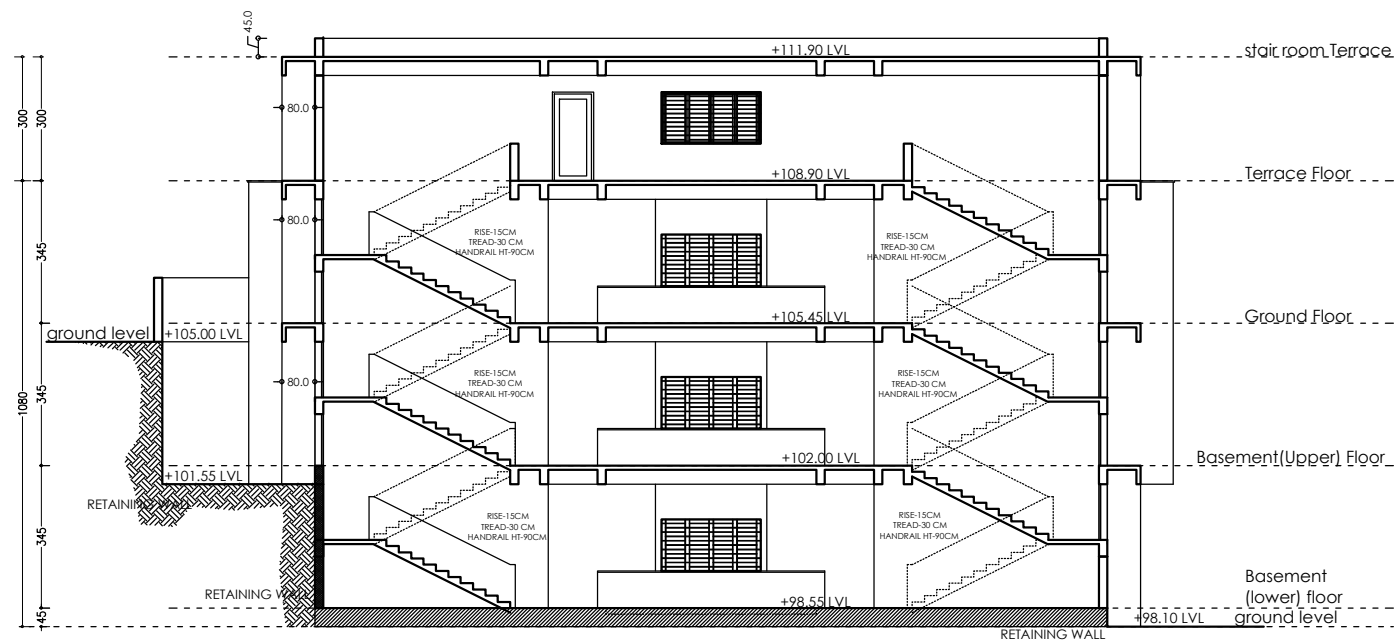 45.0
+111.90 LVL
stair room Terrace
300
300
80.0
+108.90 LVL
Terrace Floor
80.0
345
RISE-15CM
TREAD-30 CM
HANDRAIL HT-90CM
RISE-15CM
TREAD-30 CM
HANDRAIL HT-90CM
+105.45 LVL
Ground Floor
ground level
+105.00 LVL
80.0
1080
345
RISE-15CM
TREAD-30 CM
HANDRAIL HT-90CM
RISE-15CM
TREAD-30 CM
HANDRAIL HT-90CM
+102.00 LVL
Basement(Upper) Floor
+101.55 LVL
RETAINING WALL
345
RISE-15CM
TREAD-30 CM
HANDRAIL HT-90CM
RISE-15CM
TREAD-30 CM
HANDRAIL HT-90CM
RETAINING WALL
+98.55 LVL
Basement
(lower) floor
45
+98.10 LVL
ground level
RETAINING WALL